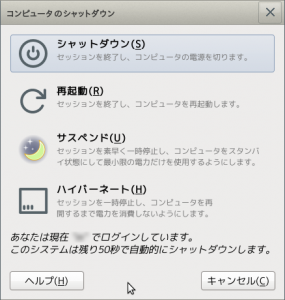 コンピュータのシャットダウン
シャットダウン(S)
セッションを終了し、コンピュータの電源を切ります。
再起動(R)
セッションを終了し、コンピュータを再起動します。
サスペンド(U)
セッションを素早く一時停止し、コンピュータをスタンバ
イ状態にして最小限の電力だけを使用するようにします。
ハイバーネート(H)
セッションを一時停止し、コンピュータを再
開するまで電力を消費しないようにします。
あなたは現在 " " でログインしています。
このシステムは残り50秒で自動的にシャットダウンします。
ヘルプ(H)
キャンセル(C)